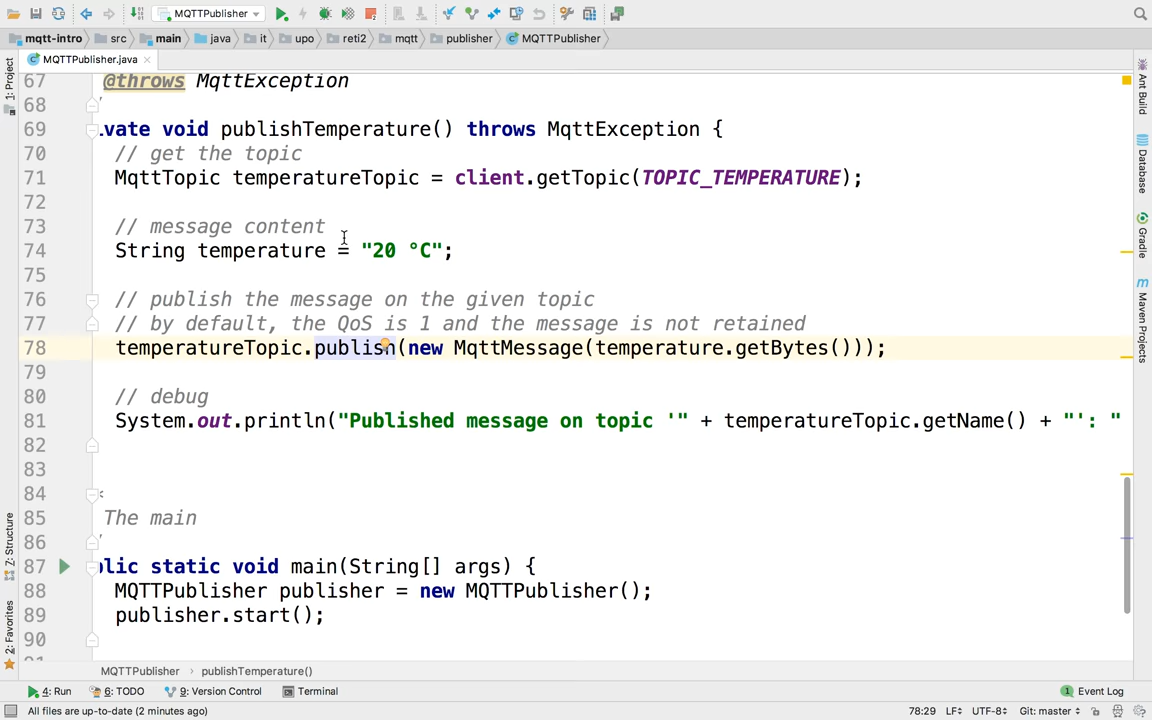 MQTTPublisher
mqtt-intro src main java it upo reti2 mqtt publisher MQTTPublisher
MQTTPublisher.java
1: Project
67 @throws MqttException
68
69 .vate void publishTemperature() throws MqttException {
70 // get the topic
71 MqttTopic temperatureTopic = client.getTopic(TOPIC_TEMPERATURE);
72
73 // message content
74 String temperature = "20 °C";
75
76 // publish the message on the given topic
77 // by default, the QoS is 1 and the message is not retained
78 temperatureTopic.publish(new MqttMessage(temperature.getBytes()));
79
80 // debug
81 System.out.println("Published message on topic '" + temperatureTopic.getName() + "': "
82
83
84
85 The main
86
87 blic static void main(String[] args) {
88 MQTTPublisher publisher = new MQTTPublisher();
89 publisher.start();
90
Ant Build
Database
Gradle
Maven Projects
7: Structure
2: Favorites
MQTTPublisher › publishTemperature()
4: Run 6: TODO 9: Version Control Terminal 1 Event Log
All files are up-to-date (2 minutes ago) 78:29 LF UTF-8 Git: master